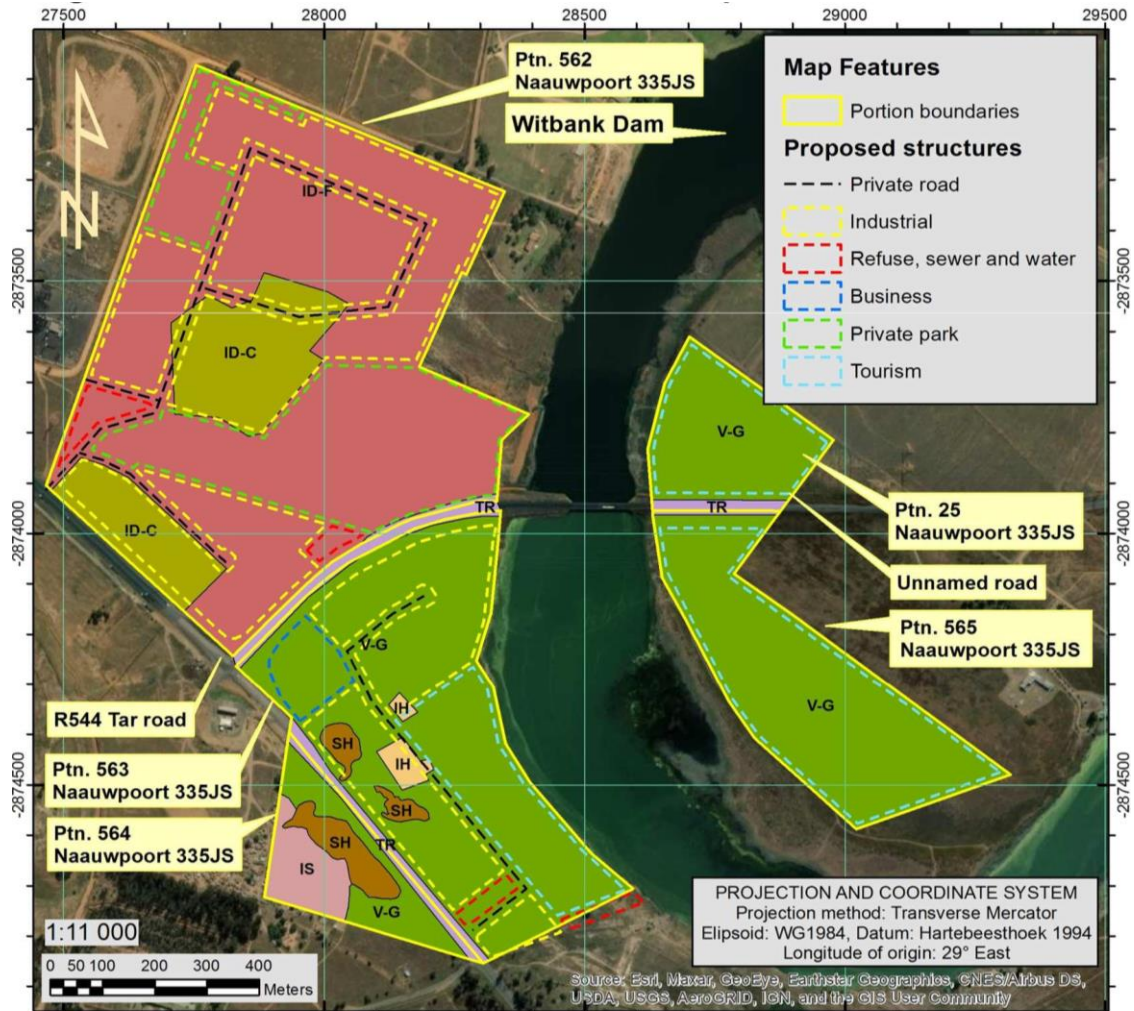 27500
28000
28500
29000
29500
Ptn. 562
Naauwpoort 335JS
Witbank Dam
Map Features
Portion boundaries
Proposed structures
Private road
Industrial
Refuse, sewer and water
Business
Private park
Tourism
N
-2873500
-2873500
ID-F
ID-C
V-G
ID-C
TR
TR
-2874000
-2874000
Ptn. 25
Naauwpoort 335JS
Unnamed road
Ptn. 565
Naauwpoort 335JS
V-G
V-G
R544 Tar road
Ptn. 563
Naauwpoort 335JS
Ptn. 564
Naauwpoort 335JS
IH
SH
IH
SH
SH
TR
IS
V-G
-2874500
-2874500
1:11 000
0 50 100 200 300 400
Meters
PROJECTION AND COORDINATE SYSTEM
Projection method: Transverse Mercator
Elipsoid: WG1984, Datum: Hartebeesthoek 1994
Longitude of origin: 29° East
Source: Esri, Maxar, GeoEye, Earthstar Geographics, CNES/Airbus DS,
USDA, USGS, AeroGRID, IGN, and the GIS User Community